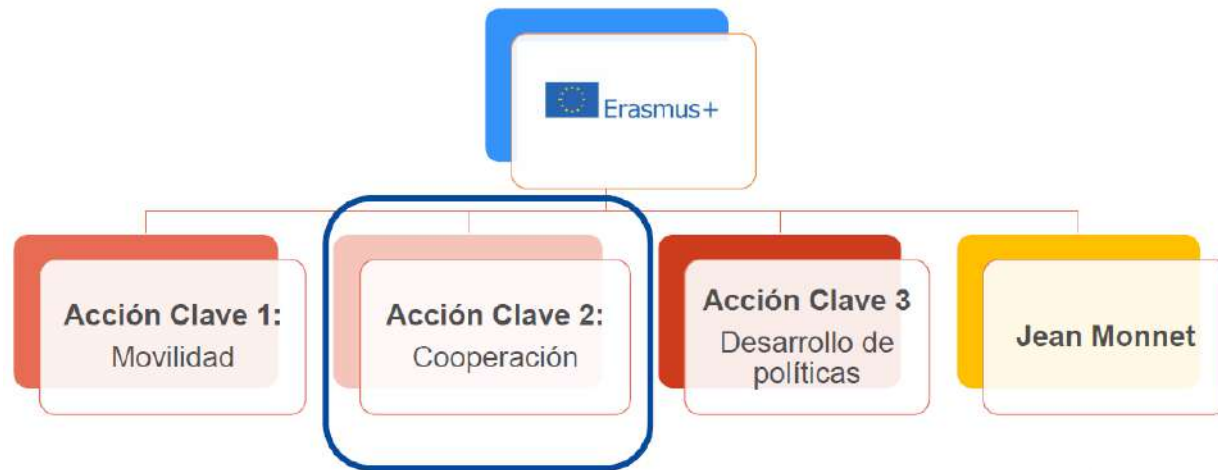 Erasmus+
Acción Clave 1:
Movilidad
Acción Clave 2:
Cooperación
Acción Clave 3
Desarrollo de
políticas
Jean Monnet